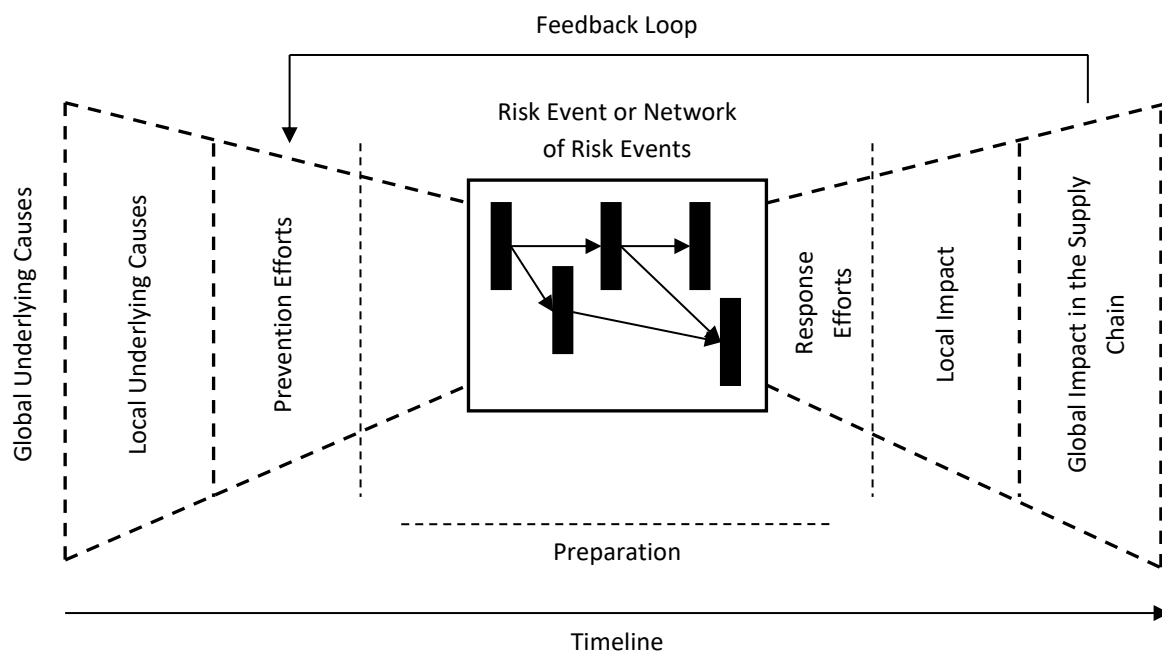 Feedback Loop
Risk Event or Network
of Risk Events
Global Underlying Causes
Local Underlying Causes
Prevention Efforts
Response
Efforts
Local Impact
Global Impact in the Supply
Chain
Preparation
Timeline